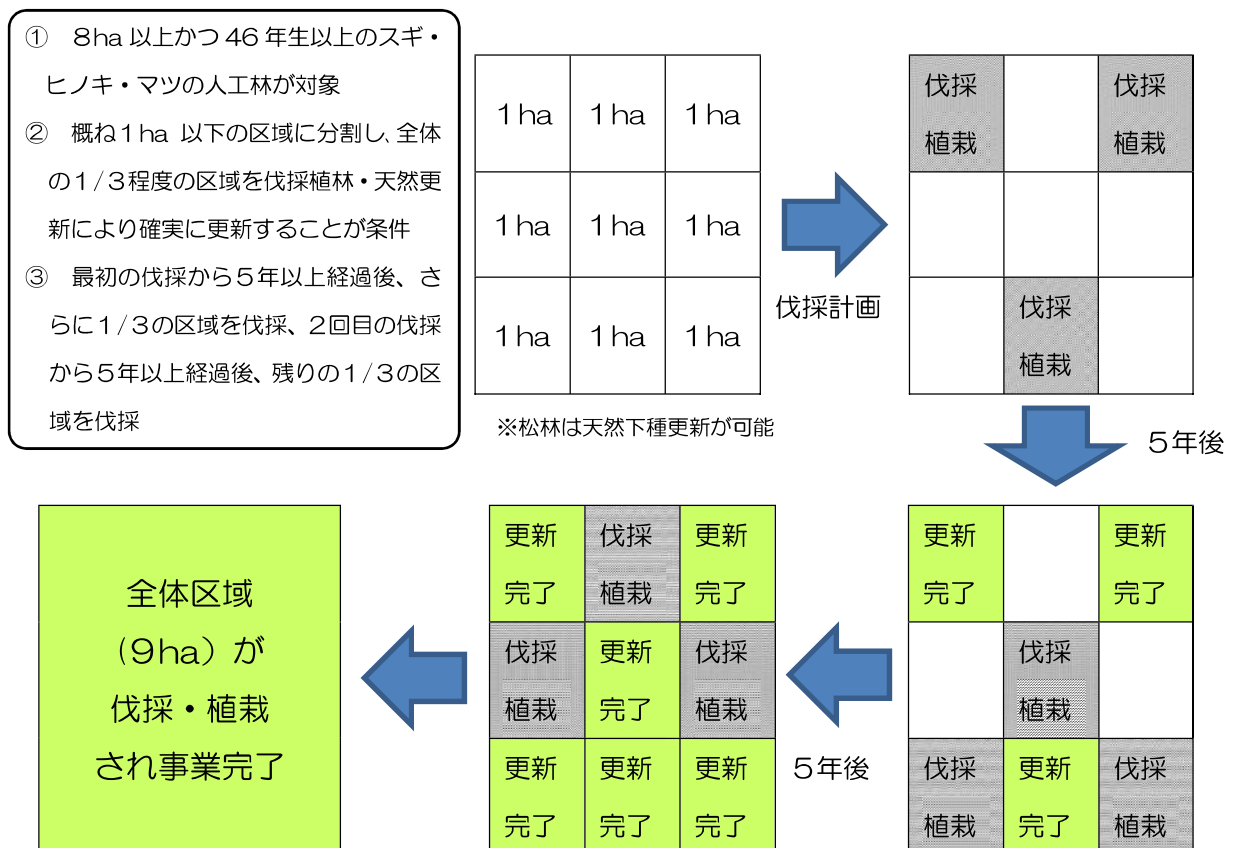 ① 8ha以上かつ46年生以上のスギ・
ヒノキ・マツの人工林が対象
② 概ね1ha 以下の区域に分割し、全体
の1/3程度の区域を伐採植林・天然更
新により確実に更新することが条件
③ 最初の伐採から5年以上経過後、さ
らに1/3の区域を伐採、2回目の伐採
から5年以上経過後、残りの1/3の区
域を伐採
1ha 1ha 1ha
1ha 1ha 1ha
1ha 1ha 1ha
※松林は天然下種更新が可能
伐採計画
伐採 伐採
植栽 植栽
伐採
植栽
5年後
更新 更新
完了 完了
伐採
植栽
伐採 更新 伐採
植栽 完了 植栽
5年後
更新 伐採 更新
完了 植栽 完了
伐採 更新 伐採
植栽 完了 植栽
更新 更新 更新
完了 完了 完了
全体区域
(9ha)が
伐採・植栽
され事業完了